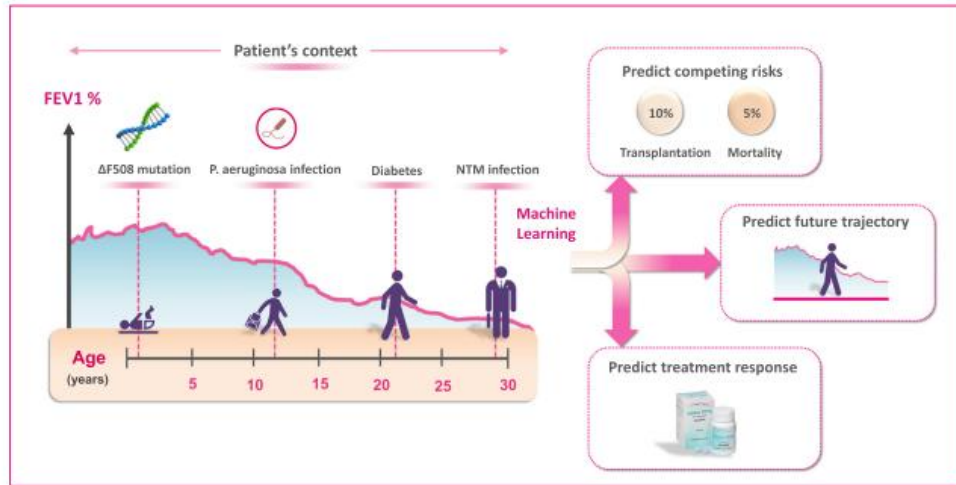 Patient's context
FEV1 %
ΔF508 mutation
P. aeruginosa infection
Diabetes
NTM infection
Age
(years)
5
10
15
20
25
30
Machine
Learning
Predict competing risks
10%
5%
Transplantation
Mortality
Predict future trajectory
Predict treatment response